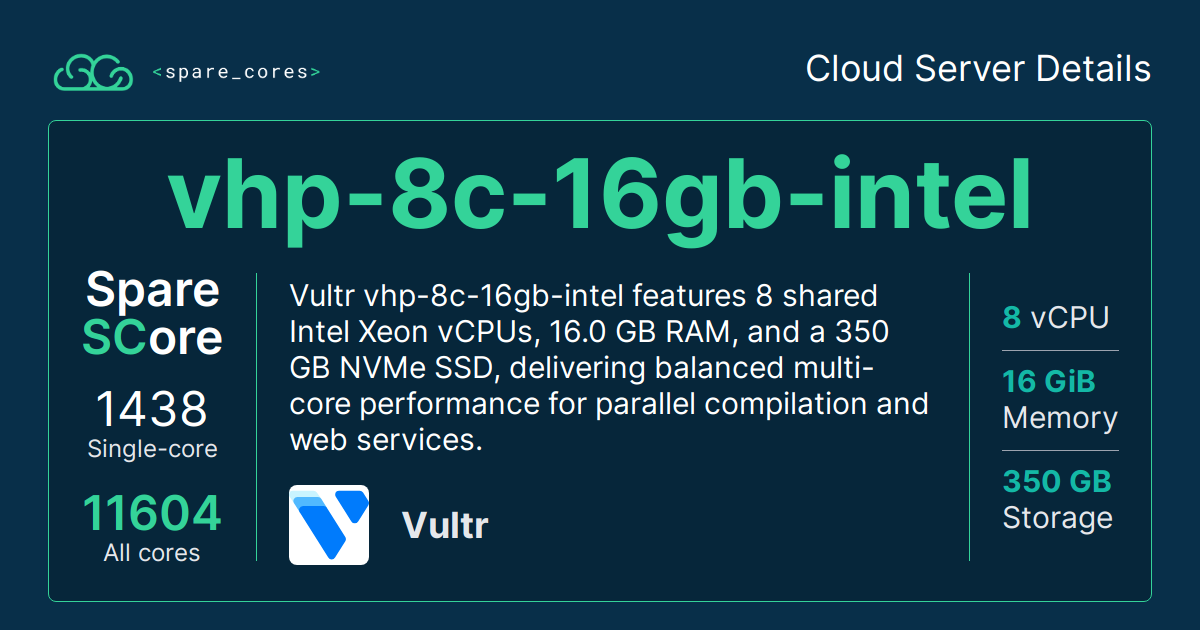 <spare_cores>
Cloud Server Details
vhp-8c-16gb-intel
Spare
SCore
1438
Single-core
11604
All cores
Vultr vhp-8c-16gb-intel features 8 shared
Intel Xeon vCPUs, 16.0 GB RAM, and a 350
GB NVMe SSD, delivering balanced multi-
core performance for parallel compilation and
web services.
Vultr
8 vCPU
16 GiB
Memory
350 GB
Storage